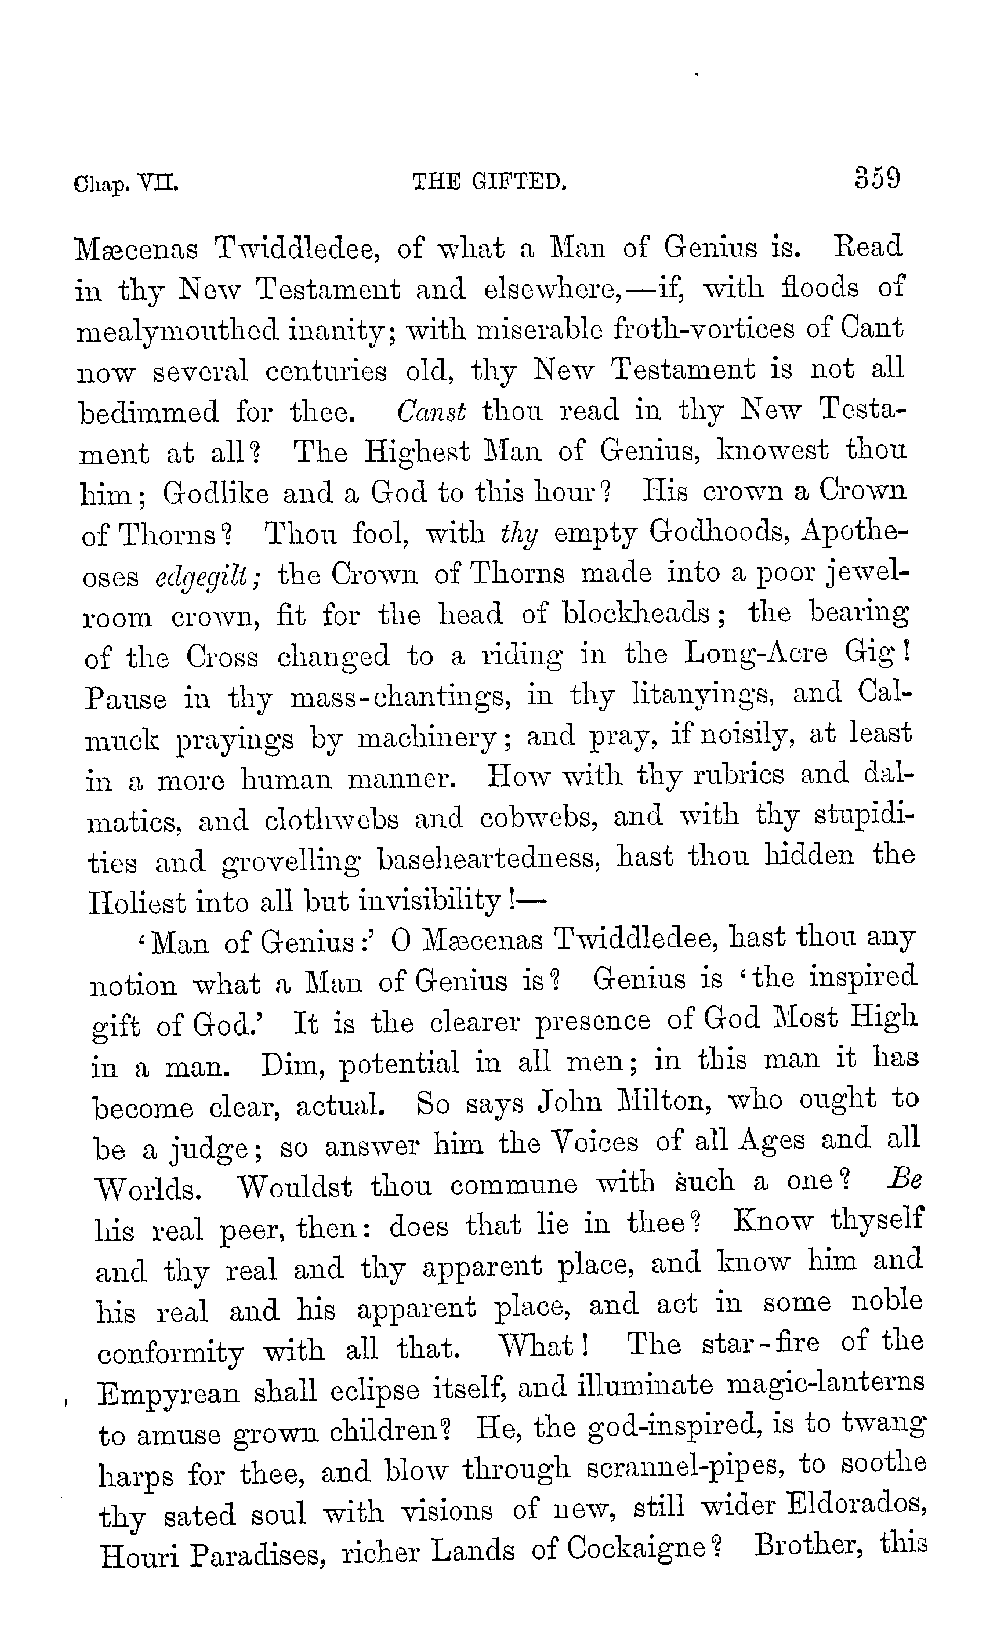 Chap. VII. THE GIFTED. 359
Mæcenas Twiddledee, of what a Man of Genius is. Read
in thy New Testament and elsewhere,—if, with floods of
mealymouthed inanity; with miserable froth-vortices of Cant
now several centuries old, thy New Testament is not all
bedimmed for thee. Canst thou read in thy New Testa-
ment at all? The Highest Man of Genius, knowest thou
him; Godlike and a God to this hour? His crown a Crown
of Thorns? Thou fool, with thy empty Godhoods, Apothe-
oses edgegilt; the Crown of Thorns made into a poor jewel-
room crown, fit for the head of blockheads; the bearing
of the Cross changed to a riding in the Long-Acre Gig!
Pause in thy mass-chantings, in thy litanyings, and Cal-
muck prayings by machinery; and pray, if noisily, at least
in a more human manner. How with thy rubrics and dal-
matics, and clothwebs and cobwebs, and with thy stupidi-
ties and grovelling baseheartedness, hast thou hidden the
Holiest into all but invisibility!—
'Man of Genius:' O Mæcenas Twiddledee, hast thou any
notion what a Man of Genius is? Genius is 'the inspired
gift of God.' It is the clearer presence of God Most High
in a man. Dim, potential in all men; in this man it has
become clear, actual. So says John Milton, who ought to
be a judge; so answer him the Voices of all Ages and all
Worlds. Wouldst thou commune with such a one? Be
his real peer, then: does that lie in thee? Know thyself
and thy real and thy apparent place, and know him and
his real and his apparent place, and act in some noble
conformity with all that. What! The star-fire of the
Empyrean shall eclipse itself, and illuminate magic-lanterns
to amuse grown children? He, the god-inspired, is to twang
harps for thee, and blow through scrannel-pipes, to soothe
thy sated soul with visions of new, still wider Eldorados,
Houri Paradises, richer Lands of Cockaigne? Brother, this